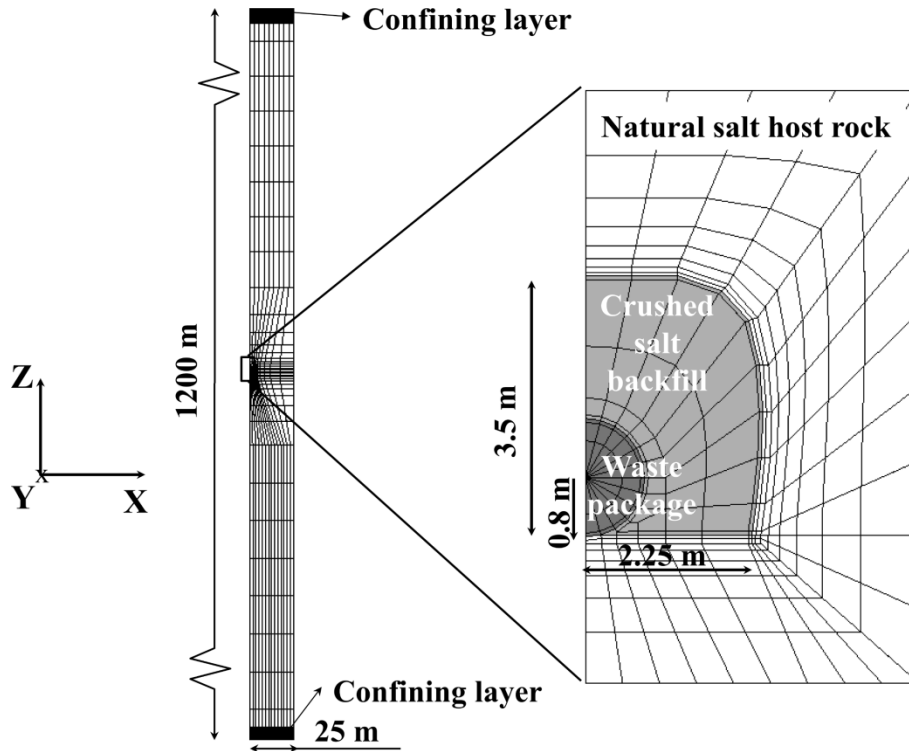 Confining layer
Natural salt host rock
Crushed
salt
backfill
1200 m
Z
3.5 m
Y
X
Waste
package
0.8 m
2.25 m
Confining layer
25 m